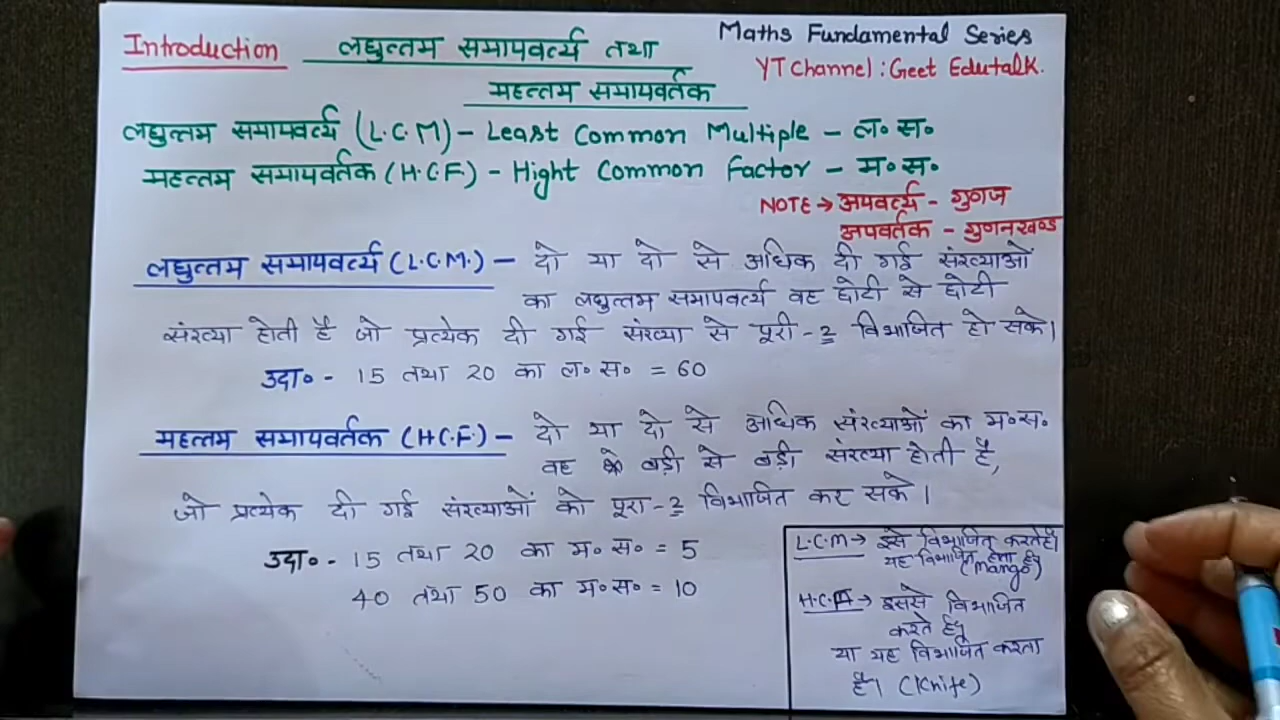 Introduction लघुत्तम समापवर्त्य तथा
महत्तम समापवर्तक
Maths Fundamental Series
YT Channel : Geet Edutalk.
लघुत्तम समापवर्त्य (L.C.M) - Least Common Multiple - ल॰ स॰
महत्तम समापवर्तक (H.C.F) - Hight Common Factor - म॰ स॰
NOTE → अपवर्त्य - गुणज
अपवर्तक - गुणनखण्ड
लघुत्तम समापवर्त्य (L.C.M.) - दो या दो से अधिक दी गई संख्याओं
का लघुत्तम समापवर्त्य वह छोटी से छोटी
संख्या होती है जो प्रत्येक दी गई संख्या से पूरी-2 विभाजित हो सके।
उदा॰ - 15 तथा 20 का ल॰ स॰ = 60
महत्तम समापवर्तक (H.C.F.) - दो या दो से अधिक संख्याओं का म॰ स॰
वह बड़ी से बड़ी संख्या होती है,
जो प्रत्येक दी गई संख्याओं को पूरा-2 विभाजित कर सके।
उदा॰ - 15 तथा 20 का म॰ स॰ = 5
40 तथा 50 का म॰ स॰ = 10
L.C.M → इसे विभाजित करते है।
यह विभाजित होता है
(Mango)
H.C.F → इससे विभाजित
करते है
या यह विभाजित करता
है। (Knife)